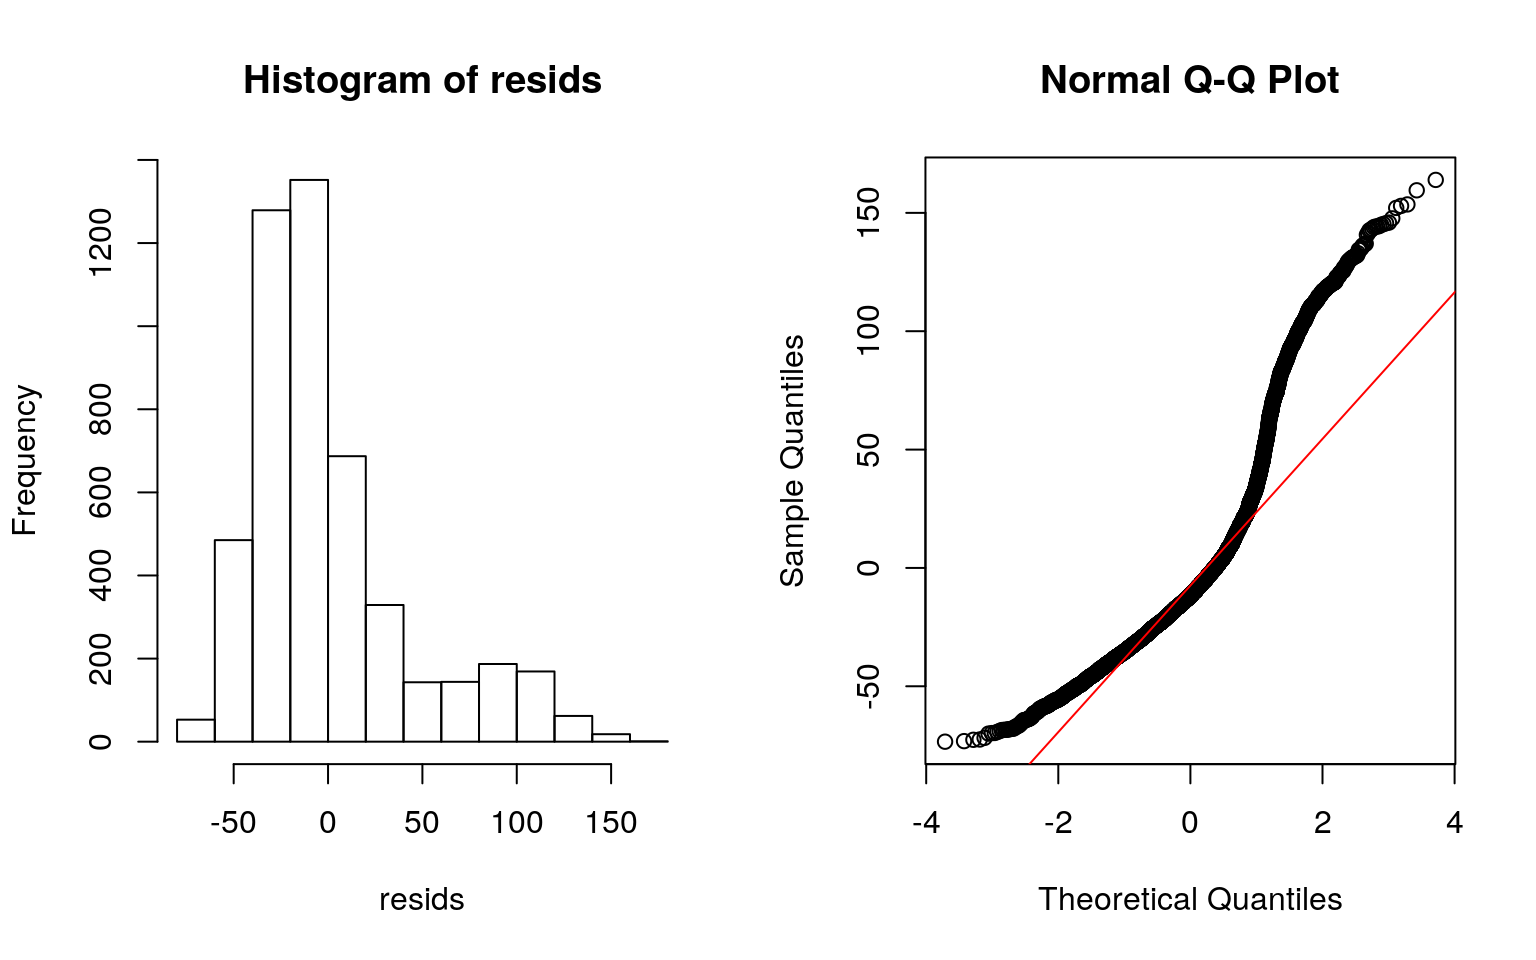 Histogram of resids
Frequency
0 200 400 600 800 1200
-50 0 50 100 150
resids
Normal Q-Q Plot
Sample Quantiles
-50 0 50 100 150
-4 -2 0 2 4
Theoretical Quantiles